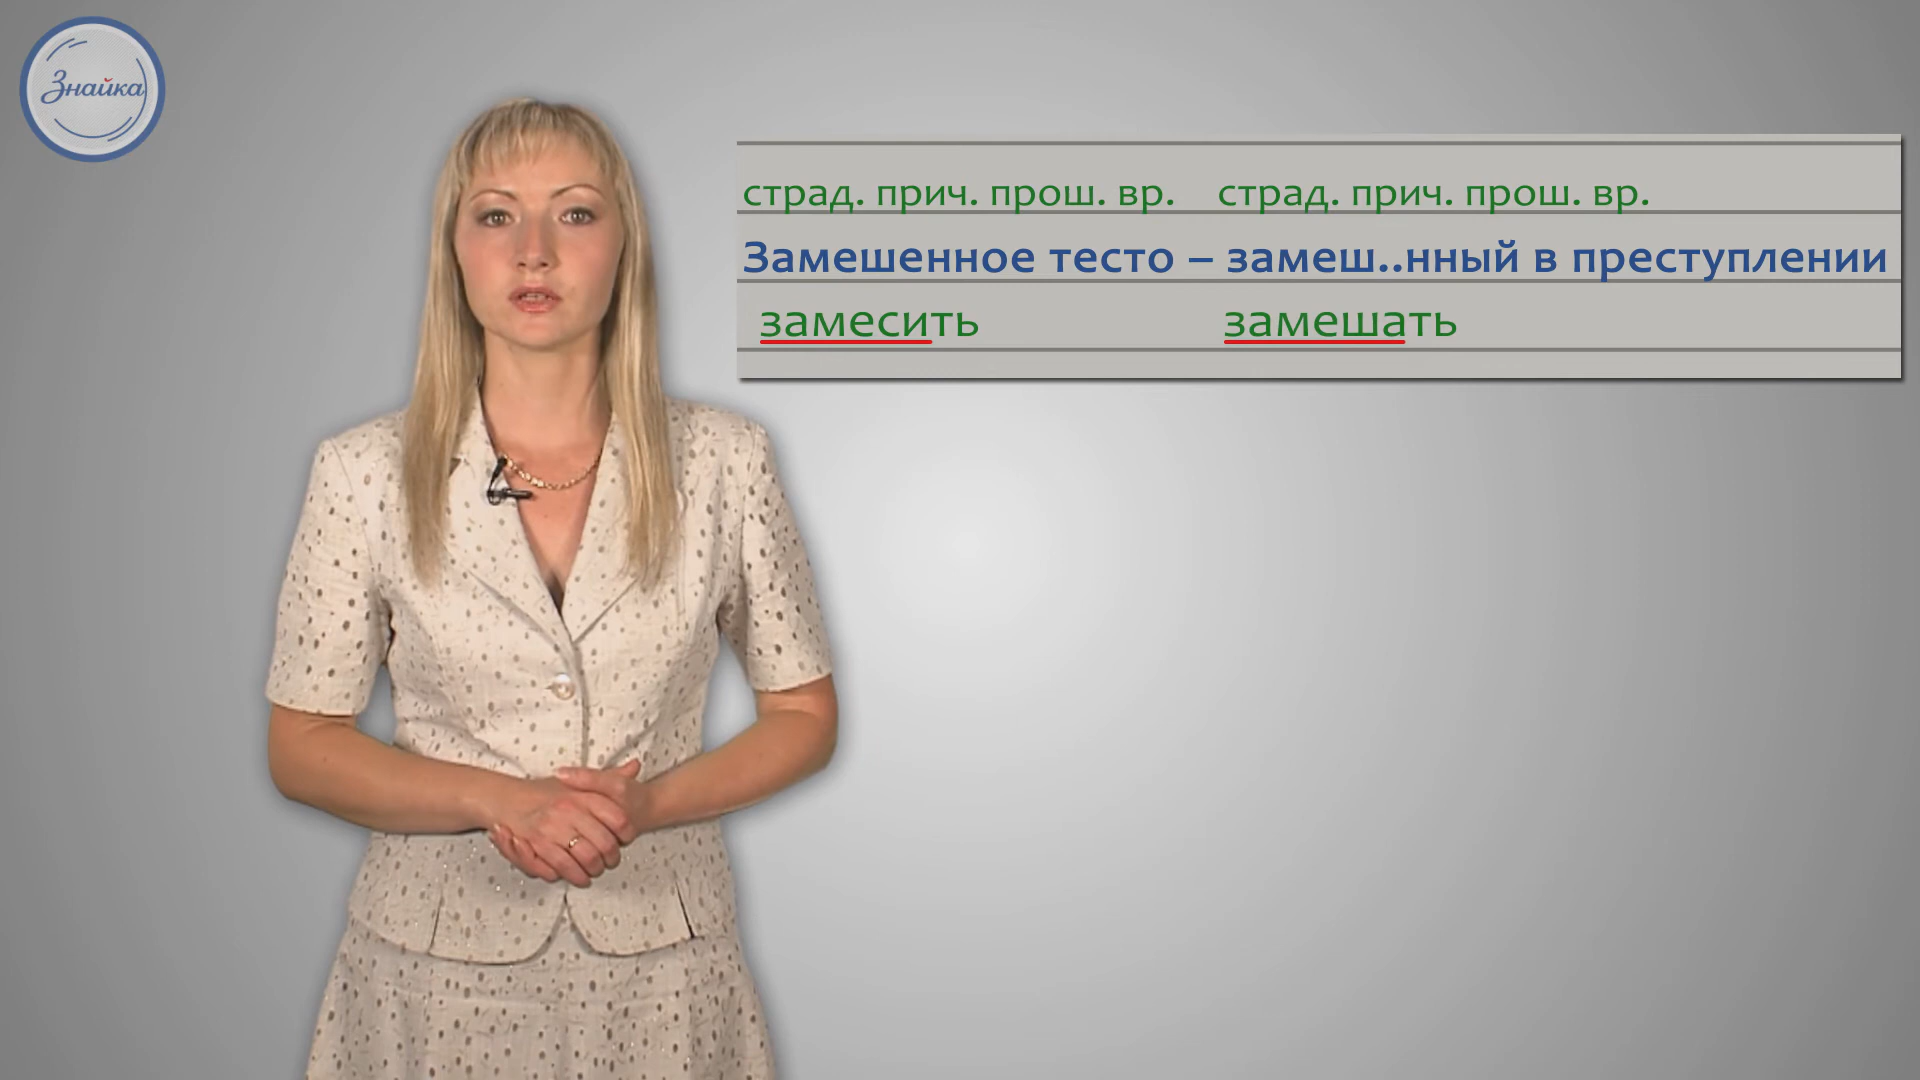 Знайка
страд. прич. прош. вр. страд. прич. прош. вр.
Замешенное тесто – замеш..нный в преступлении
замесить замешать